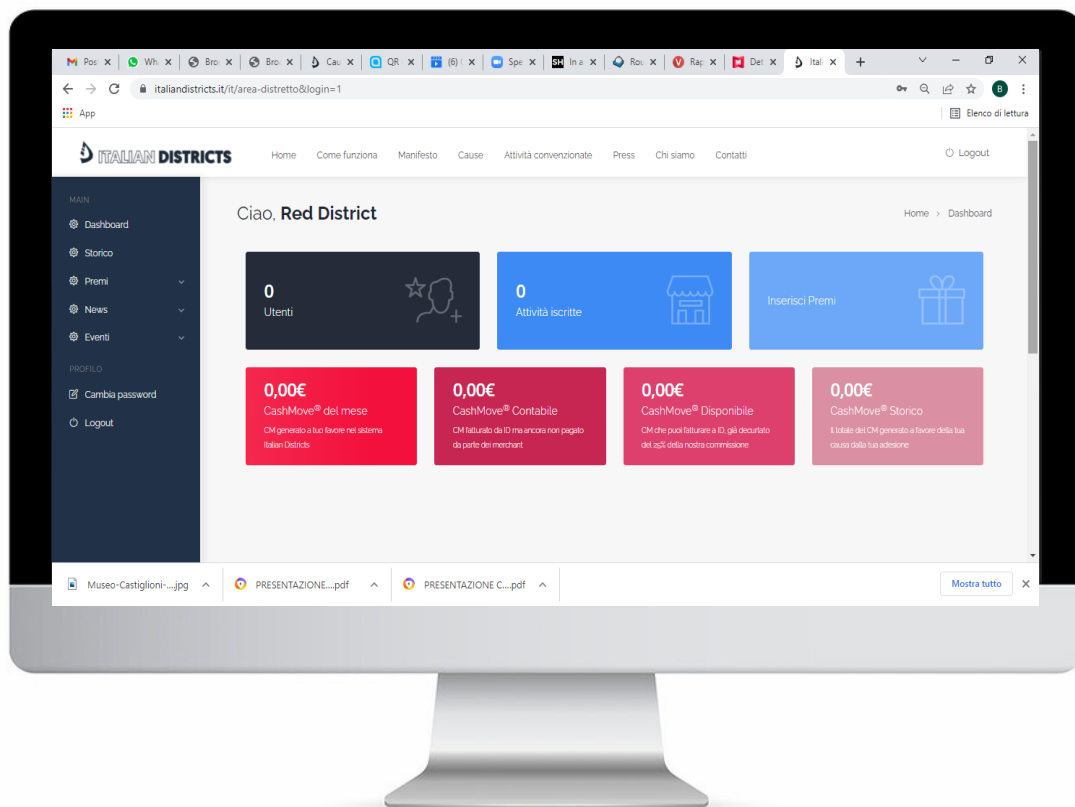 Pos
Wh
Bro
Bro
Cau
QR
(6) (
Spe
SH
In a
Rou
V
Rap
Det
Itali
italiandistricts.it/it/area-distretto&login=1
B
App
Elenco di lettura
ITALIAN DISTRICTS
Home
Come funziona
Manifesto
Cause
Attività convenzionate
Press
Chi siamo
Contatti
Logout
MAIN
Dashboard
Storico
Premi
News
Eventi
PROFILO
Cambia password
Logout
Ciao, Red District
Home > Dashboard
0
Utenti
0
Attività iscritte
Inserisci Premi
0,00€
CashMove® del mese
CM generato a tuo favore nel sistema
Italian Districts
0,00€
CashMove® Contabile
CM fatturato da ID ma ancora non pagato
da parte dei merchant
0,00€
CashMove® Disponibile
CM che puoi fatturare a ID, già decurtato
del 25% della nostra commissione
0,00€
CashMove® Storico
Il totale del CM generato a favore della tua
causa dalla tua adesione
Museo-Castiglioni-....jpg
PRESENTAZIONE....pdf
PRESENTAZIONE C....pdf
Mostra tutto